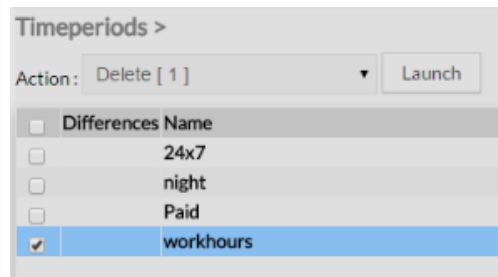 Timeperiods >
Action : Delete [ 1 ] Launch
Differences Name
24x7
night
Paid
workhours